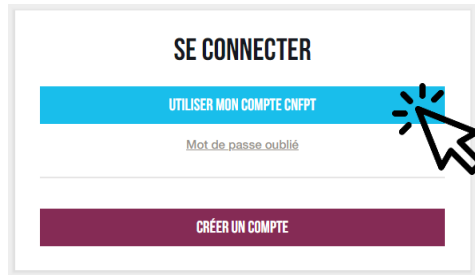 SE CONNECTER
UTILISER MON COMPTE CNFPT
Mot de passe oublié
CRÉER UN COMPTE